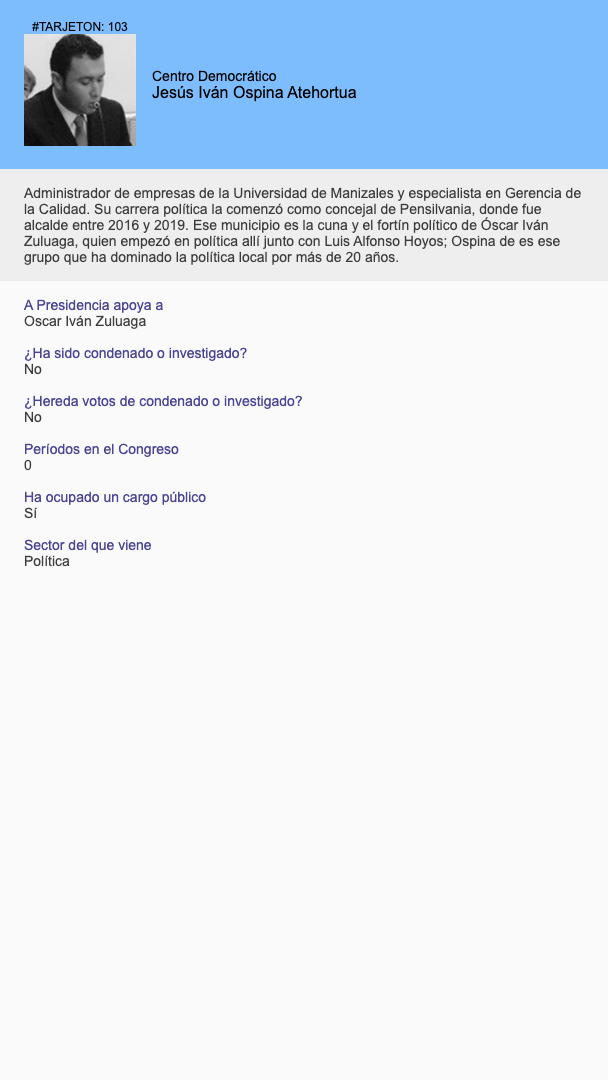 #TARJETON: 103
Centro Democrático
Jesús Iván Ospina Atehortua
Administrador de empresas de la Universidad de Manizales y especialista en Gerencia de
la Calidad. Su carrera política la comenzó como concejal de Pensilvania, donde fue
alcalde entre 2016 y 2019. Ese municipio es la cuna y el fortín político de Óscar Iván
Zuluaga, quien empezó en política allí junto con Luis Alfonso Hoyos; Ospina de es ese
grupo que ha dominado la política local por más de 20 años.
A Presidencia apoya a
Oscar Iván Zuluaga
¿Ha sido condenado o investigado?
No
¿Hereda votos de condenado o investigado?
No
Períodos en el Congreso
0
Ha ocupado un cargo público
Sí
Sector del que viene
Política